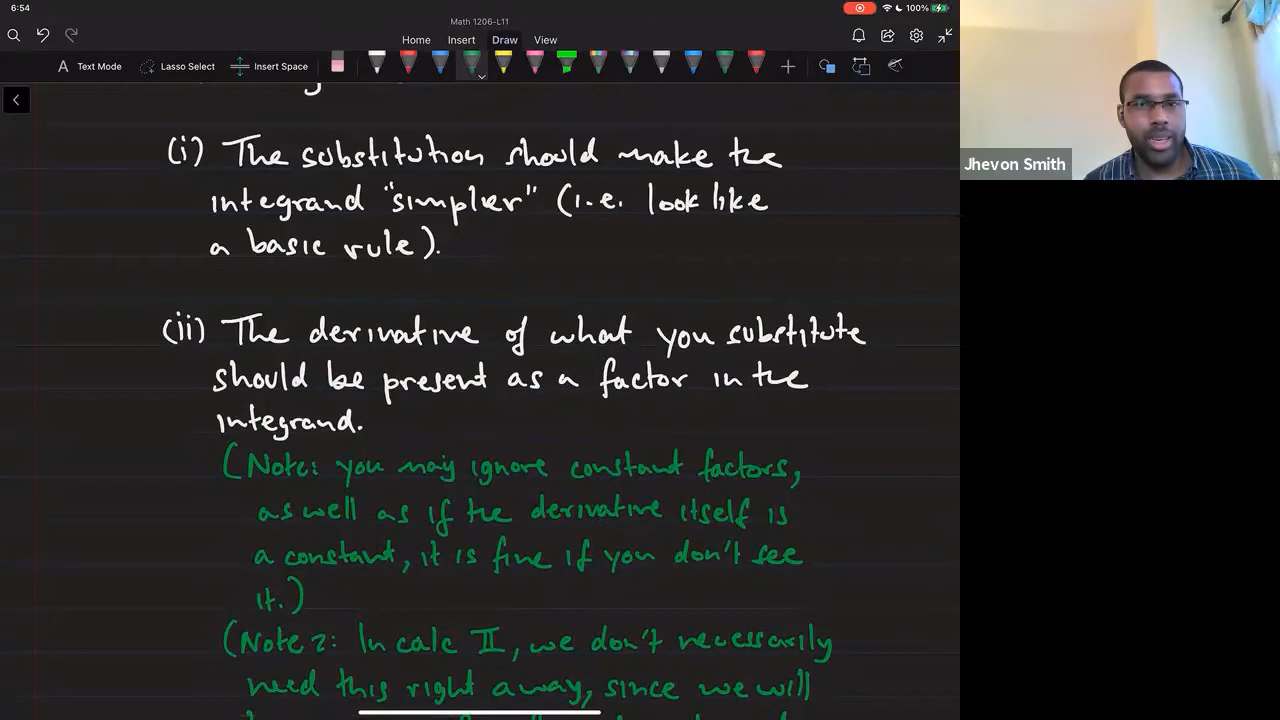 6:54
100%
Math 1206-L11
Home Insert Draw View
Text Mode Lasso Select Insert Space
(i) The substitution should make the
integrand "simpler" (i.e. look like
a basic rule).
(ii) The derivative of what you substitute
should be present as a factor in the
integrand.
(Note: you may ignore constant factors,
as well as if the derivative itself is
a constant, it is fine if you don't see
it.)
(Note 2: In calc II, we don't necessarily
need this right away, since we will
Jhevon Smith